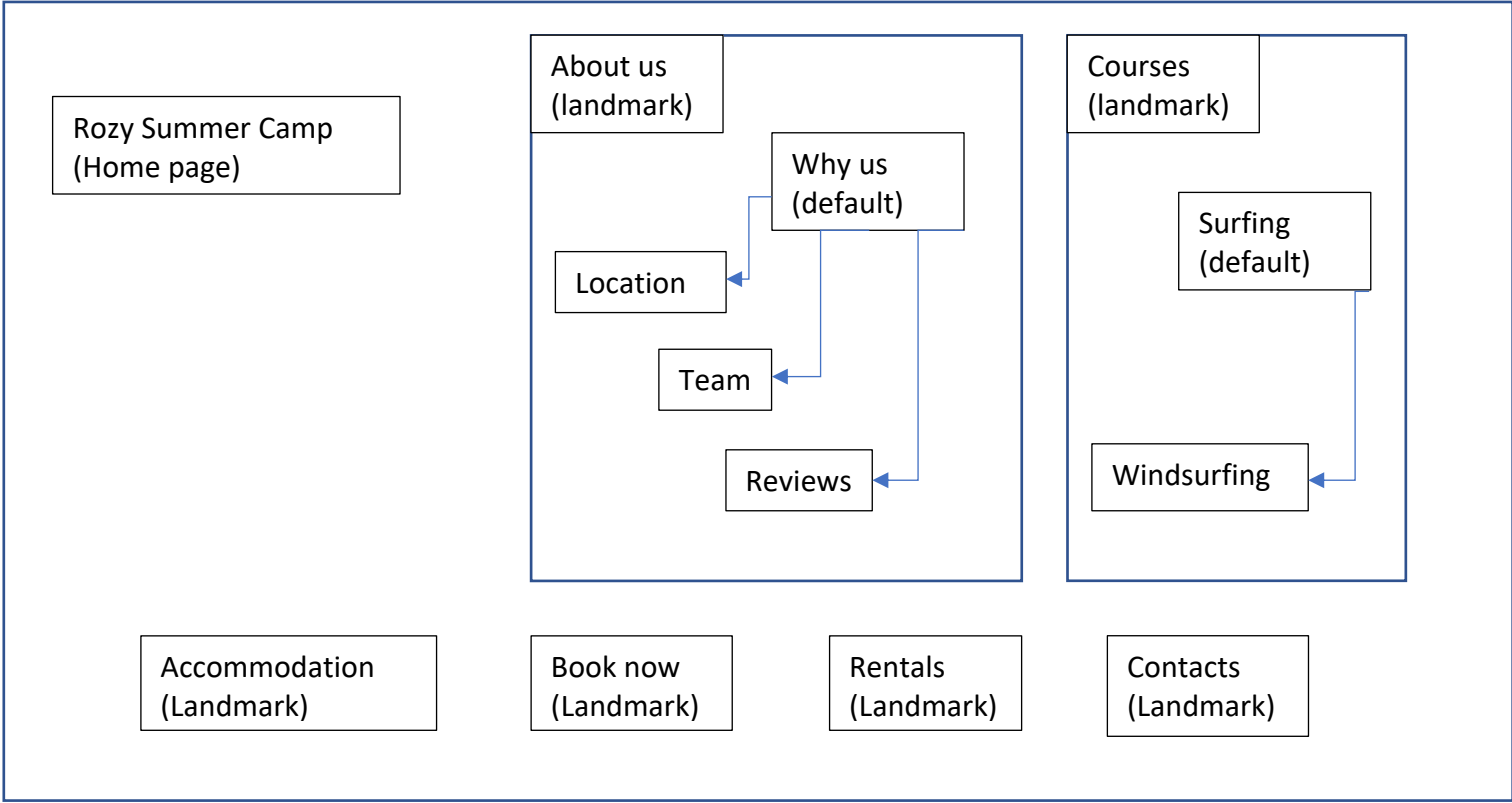 Rozy Summer Camp
(Home page)
About us
(landmark)
Why us
(default)
Location
Team
Reviews
Courses
(landmark)
Surfing
(default)
Windsurfing
Accommodation
(Landmark)
Book now
(Landmark)
Rentals
(Landmark)
Contacts
(Landmark)